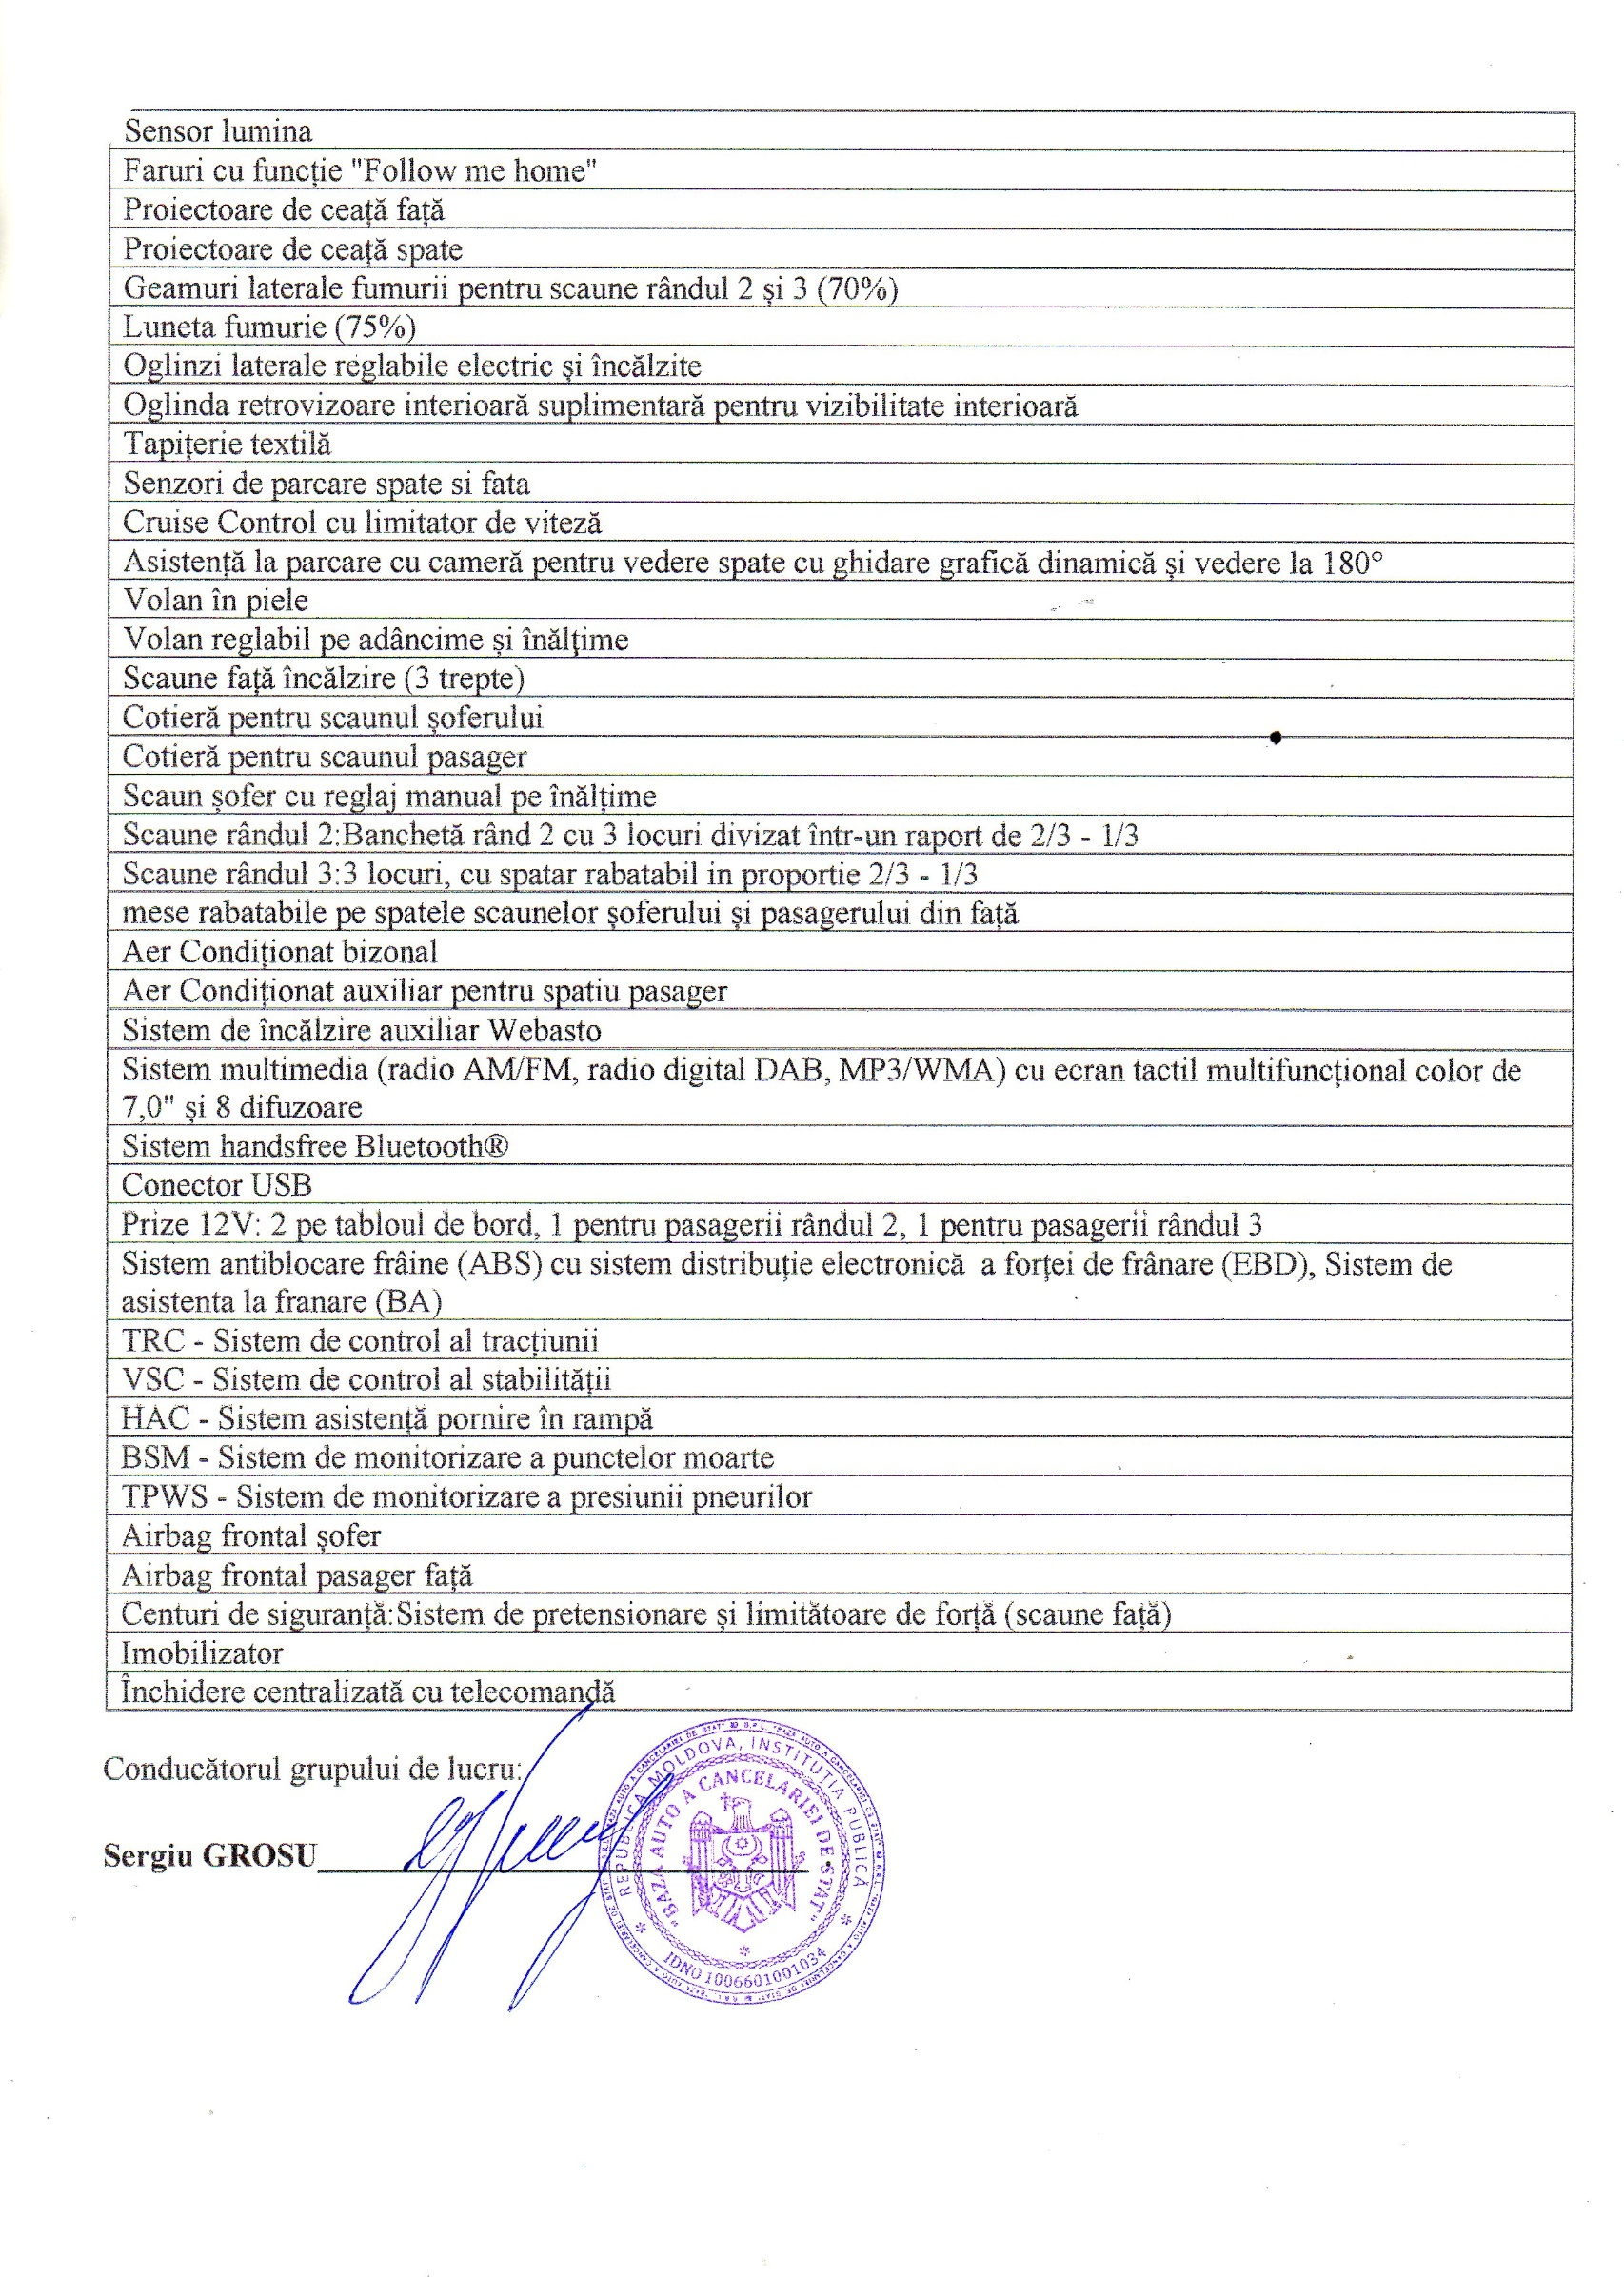 Sensor lumina
Faruri cu funcție "Follow me home"
Proiectoare de ceață față
Proiectoare de ceață spate
Geamuri laterale fumurii pentru scaune rândul 2 și 3 (70%)
Luneta fumurie (75%)
Oglinzi laterale reglabile electric și încălzite
Oglinda retrovizoare interioară suplimentară pentru vizibilitate interioară
Tapițerie textilă
Senzori de parcare spate si fata
Cruise Control cu limitator de viteză
Asistență la parcare cu cameră pentru vedere spate cu ghidare grafică dinamică și vedere la 180°
Volan în piele
Volan reglabil pe adâncime și înălțime
Scaune față încălzire (3 trepte)
Cotieră pentru scaunul șoferului
Cotieră pentru scaunul pasager
Scaun șofer cu reglaj manual pe înălțime
Scaune rândul 2:Banchetă rând 2 cu 3 locuri divizat într-un raport de 2/3 - 1/3
Scaune rândul 3:3 locuri, cu spatar rabatabil in proportie 2/3 - 1/3
mese rabatabile pe spatele scaunelor șoferului și pasagerului din față
Aer Condiționat bizonal
Aer Condiționat auxiliar pentru spatiu pasager
Sistem de încălzire auxiliar Webasto
Sistem multimedia (radio AM/FM, radio digital DAB, MP3/WMA) cu ecran tactil multifuncțional color de
7,0" și 8 difuzoare
Sistem handsfree Bluetooth®
Conector USB
Prize 12V: 2 pe tabloul de bord, 1 pentru pasagerii rândul 2, 1 pentru pasagerii rândul 3
Sistem antiblocare frâine (ABS) cu sistem distribuție electronică a forței de frânare (EBD), Sistem de
asistenta la franare (BA)
TRC - Sistem de control al tracțiunii
VSC - Sistem de control al stabilității
HAC - Sistem asistență pornire în rampă
BSM - Sistem de monitorizare a punctelor moarte
TPWS - Sistem de monitorizare a presiunii pneurilor
Airbag frontal șofer
Airbag frontal pasager față
Centuri de siguranță:Sistem de pretensionare și limitătoare de forță (scaune față)
Imobilizator
Închidere centralizată cu telecomandă
Conducătorul grupului de lucru:
Sergiu GROSU
REPUBLICA MOLDOVA, INSTITUȚIA PUBLICĂ
"BAZA AUTO A CANCELARIEI DE STAT"
IDNO 1006601001034